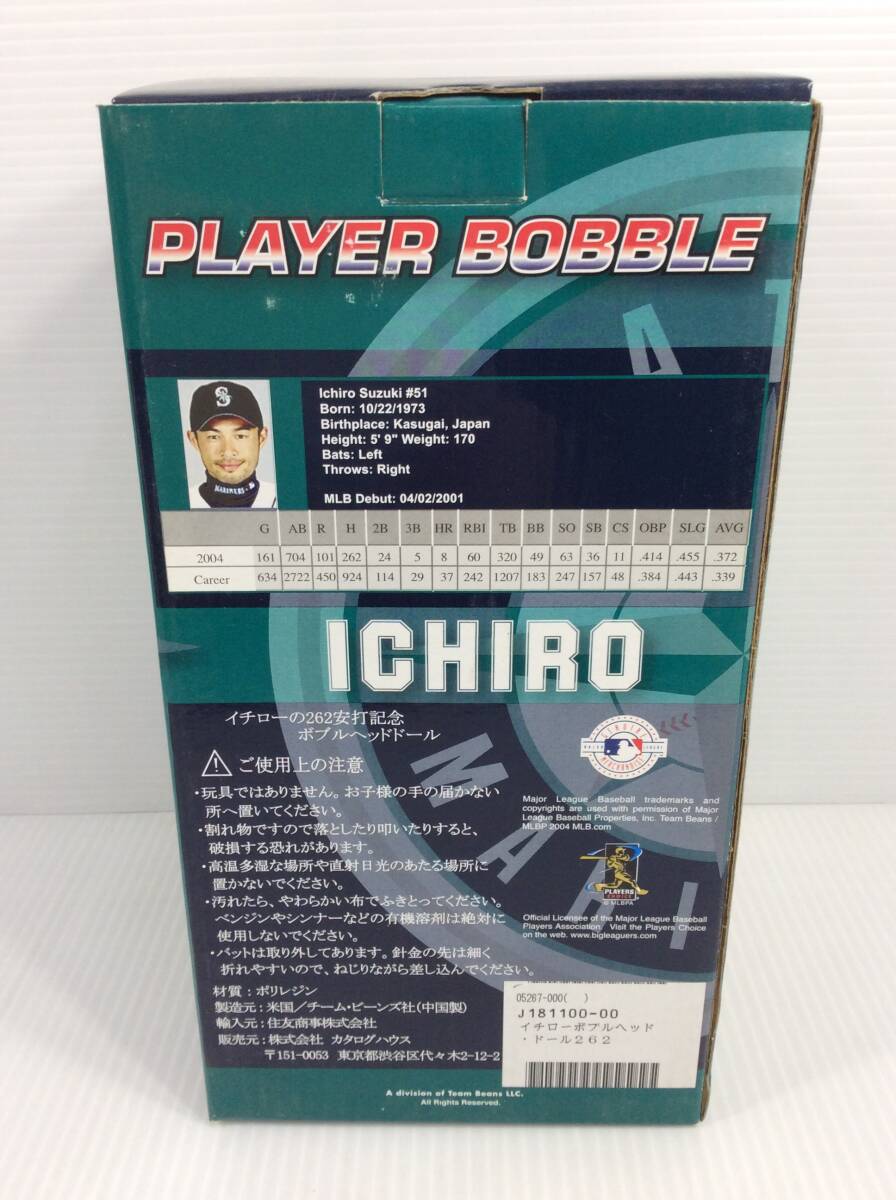 PLAYER BOBBLE
Ichiro Suzuki #51
Born: 10/22/1973
Birthplace: Kasugai, Japan
Height: 5' 9" Weight: 170
Bats: Left
Throws: Right
MLB Debut: 04/02/2001
G AB R H 2B 3B HR RBI TB BB SO SB CS OBP SLG AVG
2004 161 704 101 262 24 5 8 60 320 49 63 36 11 .414 .455 .372
Career 634 2722 450 924 114 29 37 242 1207 183 247 157 48 .384 .443 .339
ICHIRO
イチローの262安打記念
ボブルヘッドドール
ご使用上の注意
・玩具ではありません。お子様の手の届かない
所へ置いてください。
・割れ物ですので落としたり叩いたりすると、
破損する恐れがあります。
・高温多湿な場所や直射日光のあたる場所に
置かないでください。
・汚れたら、やわらかい布でふきとってください。
ベンジンやシンナーなどの有機溶剤は絶対に
使用しないでください。
・バットは取り外してあります。針金の先は細く
折れやすいので、ねじりながら差し込んでください。
材質：ポリレジン
製造元：米国／チーム・ビーンズ社（中国製）
輸入元：住友商事株式会社
販売元：株式会社 カタログハウス
〒151-0053 東京都渋谷区代々木2-12-2
GENUINE
MAJOR LEAGUE
MERCHANDISE
Major League Baseball trademarks and
copyrights are used with permission of Major
League Baseball Properties, Inc. Team Beans /
MLBP 2004 MLB.com
PLAYERS
CHOICE
© MLBPA
Official Licensee of the Major League Baseball
Players Association. Visit the Players Choice
on the web. www.bigleaguers.com
05267-000( )
J181100-00
イチローボブルヘッド
・ドール262
A division of Team Beans LLC.
All Rights Reserved.